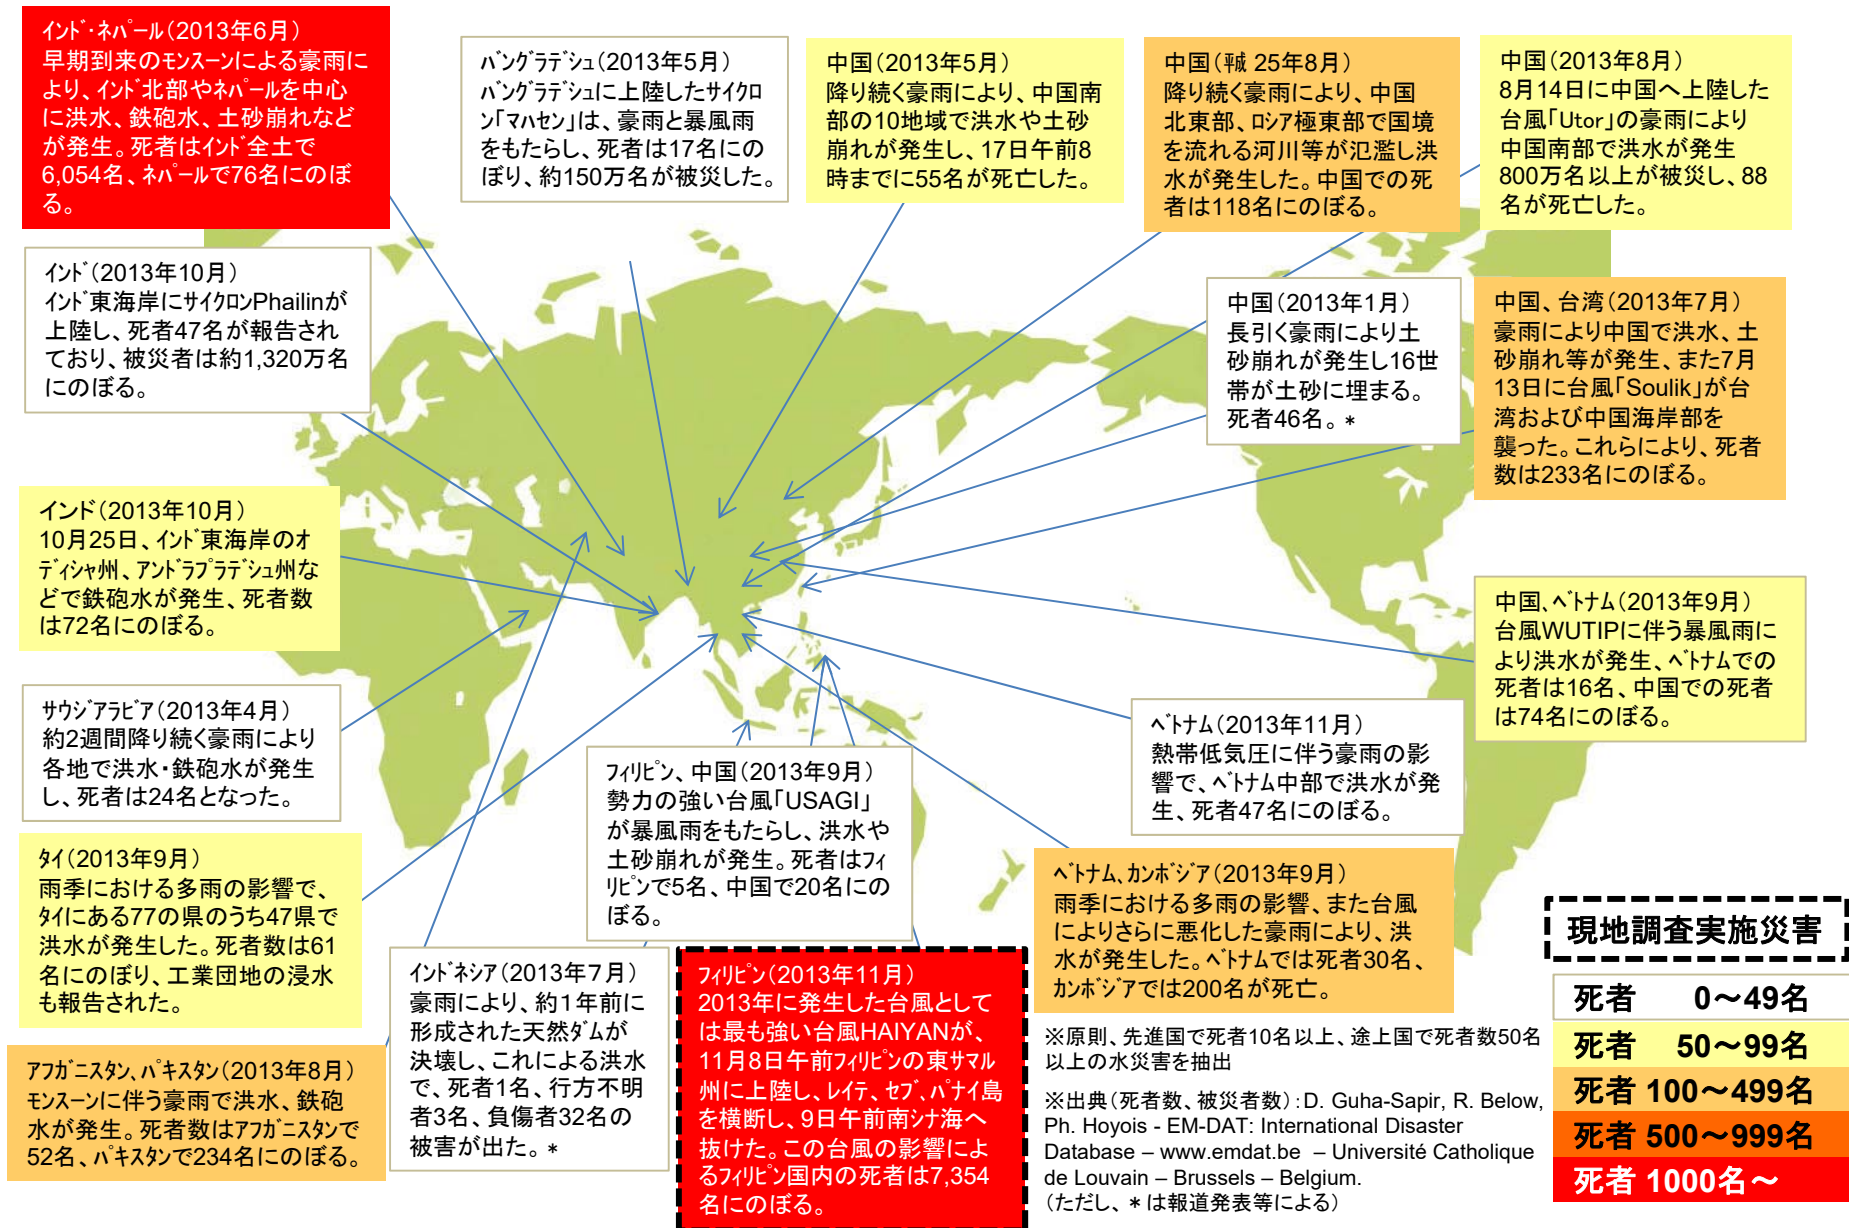 インド・ネパール(2013年6月)
早期到来のモンスーンによる豪雨に
より、インド北部やネパールを中心
に洪水、鉄砲水、土砂崩れなど
が発生。死者はインド全土で
6,054名、ネパールで76名にのぼ
る。
バングラデシュ(2013年5月)
バングラデシュに上陸したサイクロ
ン「マハセン」は、豪雨と暴風雨
をもたらし、死者は17名にの
ぼり、約150万名が被災した。
中国(2013年5月)
降り続く豪雨により、中国南
部の10地域で洪水や土砂
崩れが発生し、17日午前8
時までに55名が死亡した。
中国(平成 25年8月)
降り続く豪雨により、中国
北東部、ロシア極東部で国境
を流れる河川等が氾濫し洪
水が発生した。中国での死
者は118名にのぼる。
中国(2013年8月)
8月14日に中国へ上陸した
台風「Utor」の豪雨により
中国南部で洪水が発生
800万名以上が被災し、88
名が死亡した。
インド(2013年10月)
インド東海岸にサイクロンPhailinが
上陸し、死者47名が報告され
ており、被災者は約1,320万名
にのぼる。
中国(2013年1月)
長引く豪雨により土
砂崩れが発生し16世
帯が土砂に埋まる。
死者46名。*
中国、台湾(2013年7月)
豪雨により中国で洪水、土
砂崩れ等が発生、また7月
13日に台風「Soulik」が台
湾および中国海岸部を
襲った。これらにより、死者
数は233名にのぼる。
インド(2013年10月)
10月25日、インド東海岸のオ
ディシャ州、アンドラプラデシュ州な
どで鉄砲水が発生、死者数
は72名にのぼる。
中国、ベトナム(2013年9月)
台風WUTIPに伴う暴風雨に
より洪水が発生、ベトナムでの
死者は16名、中国での死者
は74名にのぼる。
サウジアラビア(2013年4月)
約2週間降り続く豪雨により
各地で洪水・鉄砲水が発生
し、死者は24名となった。
ベトナム(2013年11月)
熱帯低気圧に伴う豪雨の影
響で、ベトナム中部で洪水が発
生、死者47名にのぼる。
フィリピン、中国(2013年9月)
勢力の強い台風「USAGI」
が暴風雨をもたらし、洪水や
土砂崩れが発生。死者はフィ
リピンで5名、中国で20名にの
ぼる。
タイ(2013年9月)
雨季における多雨の影響で、
タイにある77の県のうち47県で
洪水が発生した。死者数は61
名にのぼり、工業団地の浸水
も報告された。
ベトナム、カンボジア(2013年9月)
雨季における多雨の影響、また台風
によりさらに悪化した豪雨により、洪
水が発生した。ベトナムでは死者30名、
カンボジアでは200名が死亡。
インドネシア(2013年7月)
豪雨により、約1年前に
形成された天然ダムが
決壊し、これによる洪水
で、死者1名、行方不明
者3名、負傷者32名の
被害が出た。*
フィリピン(2013年11月)
2013年に発生した台風としては
は最も強い台風HAIYANが、
11月8日午前フィリピンの東サマル
州に上陸し、レイテ、セブ、パナイ島
を横断し、9日午前南シナ海へ
抜けた。この台風の影響によ
るフィリピン国内の死者は7,354
名にのぼる。
アフガニスタン、パキスタン(2013年8月)
モンスーンに伴う豪雨で洪水、鉄砲
水が発生。死者数はアフガニスタンで
52名、パキスタンで234名にのぼる。
※原則、先進国で死者10名以上、途上国で死者数50名
以上の水災害を抽出
※出典(死者数、被災者数):D. Guha-Sapir, R. Below,
Ph. Hoyois - EM-DAT: International Disaster
Database – www.emdat.be – Université Catholique
de Louvain – Brussels – Belgium.
(ただし、*は報道発表等による)
現地調査実施災害
死者 0～49名
死者 50～99名
死者 100～499名
死者 500～999名
死者 1000名～